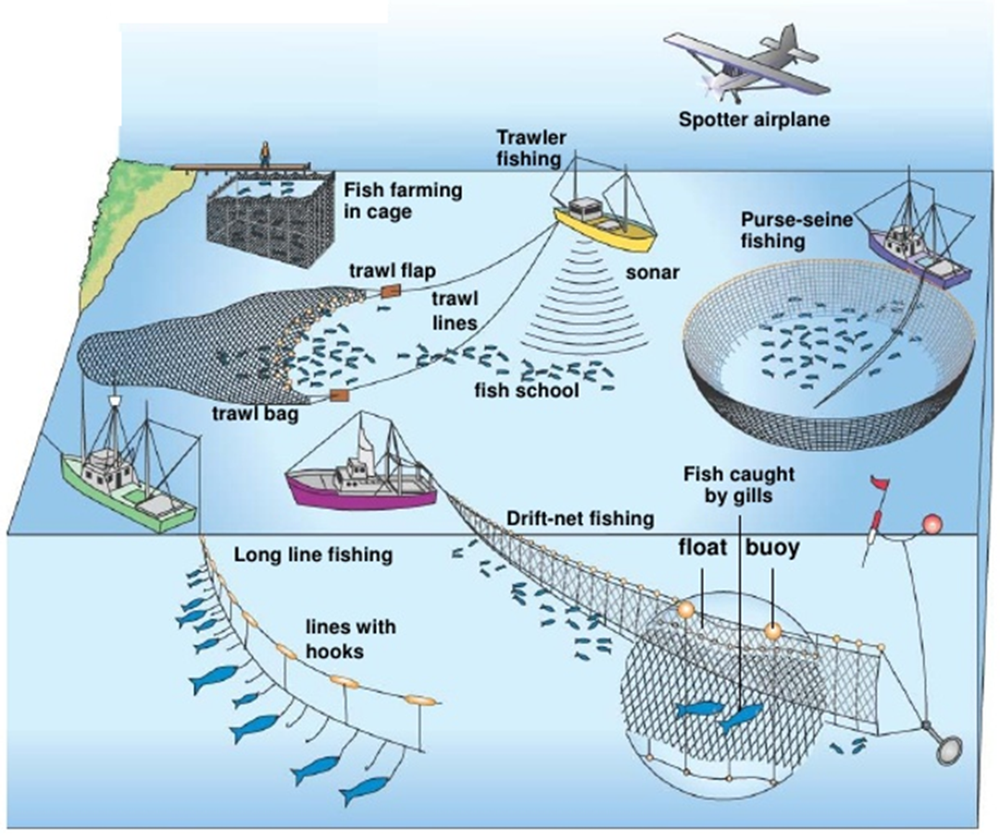 Spotter airplane
Trawler
fishing
Fish farming
in cage
Purse-seine
fishing
trawl flap
sonar
trawl
lines
fish school
trawl bag
Fish caught
by gills
Drift-net fishing
float
buoy
Long line fishing
lines with
hooks